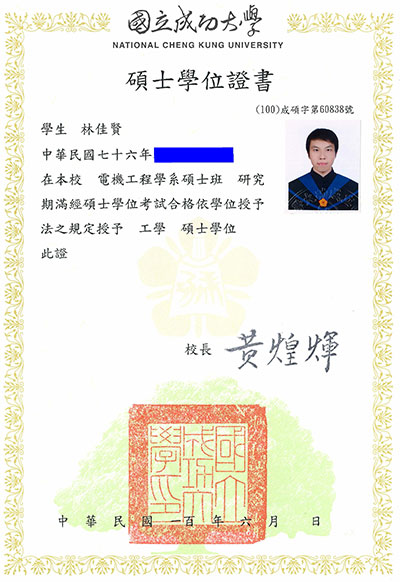 國立成功大學
NATIONAL CHENG KUNG UNIVERSITY
碩士學位證書
(100)成碩字第60838號
學生 林佳賢
中華民國七十六年
在本校 電機工程學系碩士班 研究
期滿經碩士學位考試合格依學位授予
法之規定授予 工學 碩士學位
此證
校長 黃煌煇
國立成功大學印
中華民國一百年六月 日